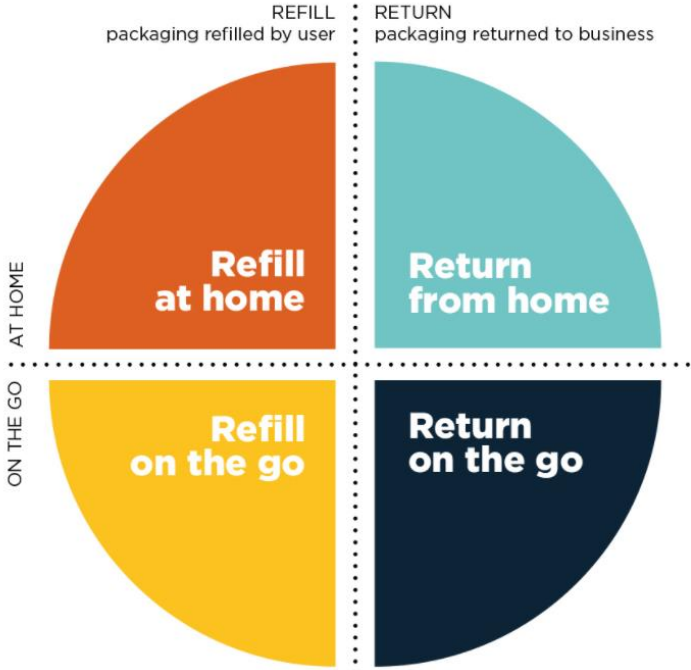 REFILL
packaging refilled by user
RETURN
packaging returned to business
AT HOME
Refill
at home
Return
from home
ON THE GO
Refill
on the go
Return
on the go